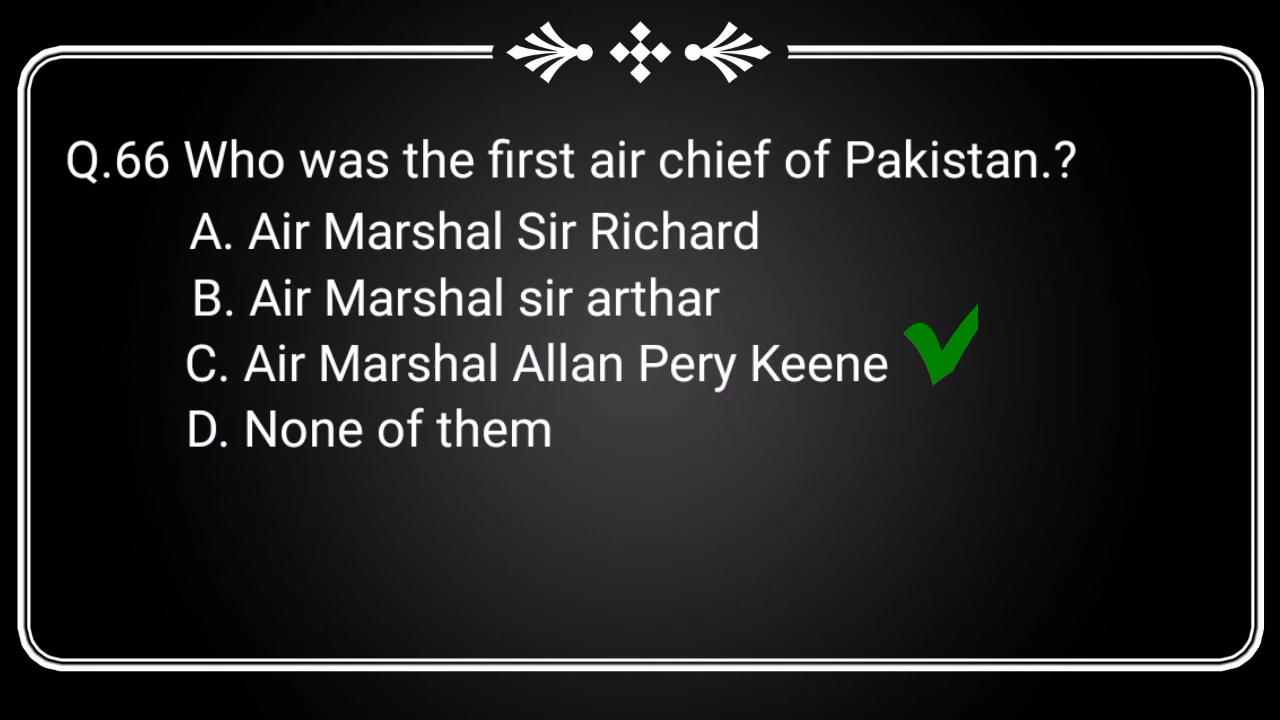 Q.66 Who was the first air chief of Pakistan.?
A. Air Marshal Sir Richard
B. Air Marshal sir arthar
C. Air Marshal Allan Pery Keene
D. None of them